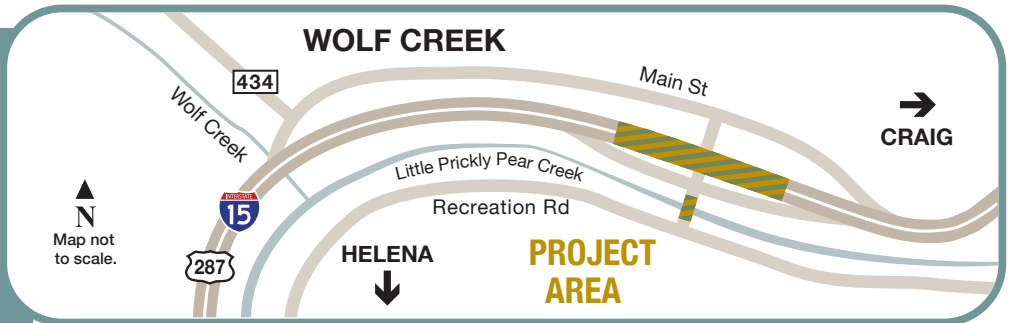 WOLF CREEK
434
Main St
Wolf Creek
CRAIG
Little Prickly Pear Creek
INTERSTATE
15
Recreation Rd
N
Map not
to scale.
287
HELENA
PROJECT
AREA